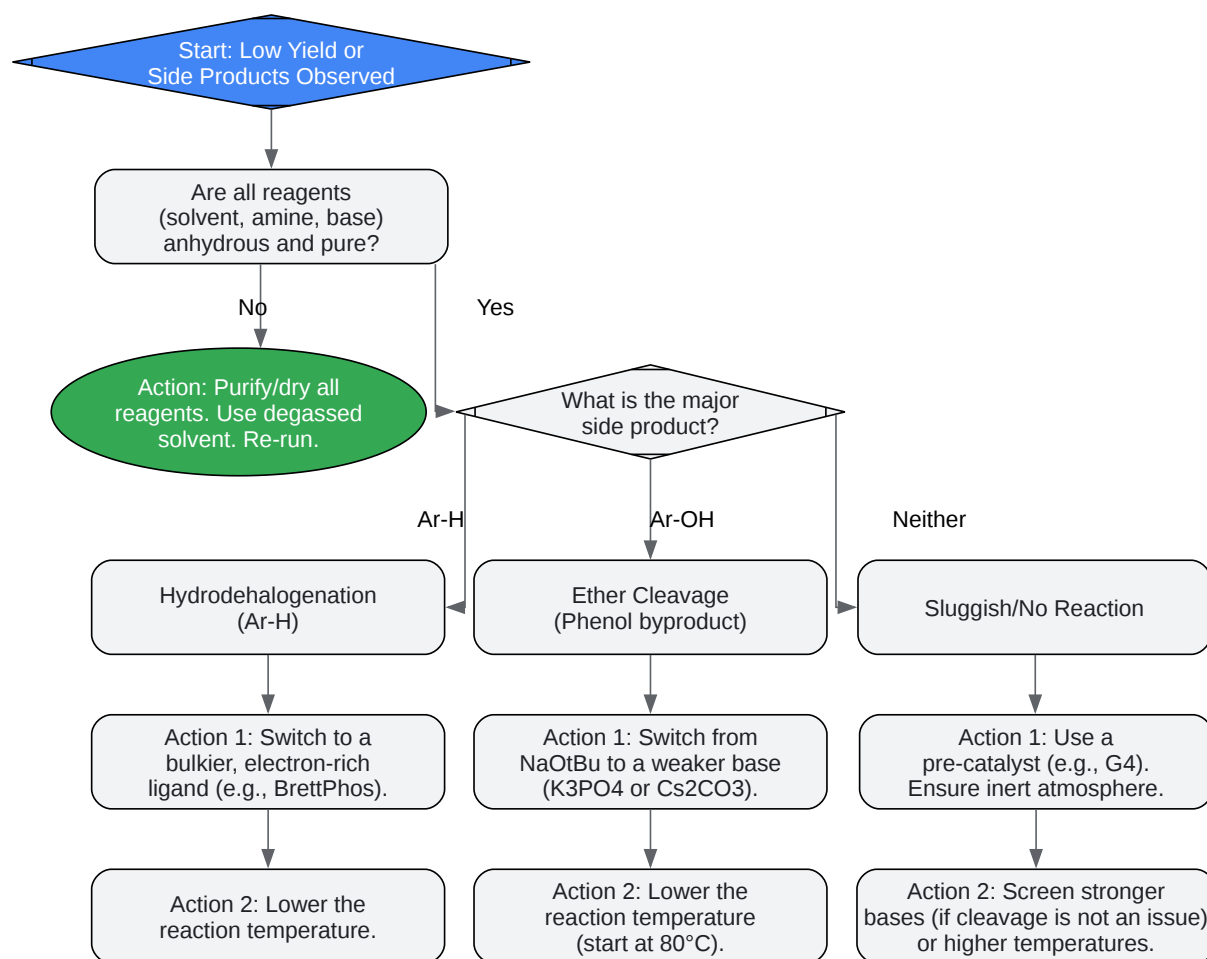 Start: Low Yield or
Side Products Observed
Are all reagents
(solvent, amine, base)
anhydrous and pure?
No
Yes
Action: Purify/dry all
reagents. Use degassed
solvent. Re-run.
What is the major
side product?
Ar-H
Ar-OH
Neither
Hydrodehalogenation
(Ar-H)
Ether Cleavage
(Phenol byproduct)
Sluggish/No Reaction
Action 1: Switch to a
bulkier, electron-rich
ligand (e.g., BrettPhos).
Action 1: Switch from
NaOtBu to a weaker base
(K3PO4 or Cs2CO3).
Action 1: Use a
pre-catalyst (e.g., G4).
Ensure inert atmosphere.
Action 2: Lower the
reaction temperature.
Action 2: Lower the
reaction temperature
(start at 80°C).
Action 2: Screen stronger
bases (if cleavage is not an issue)
or higher temperatures.